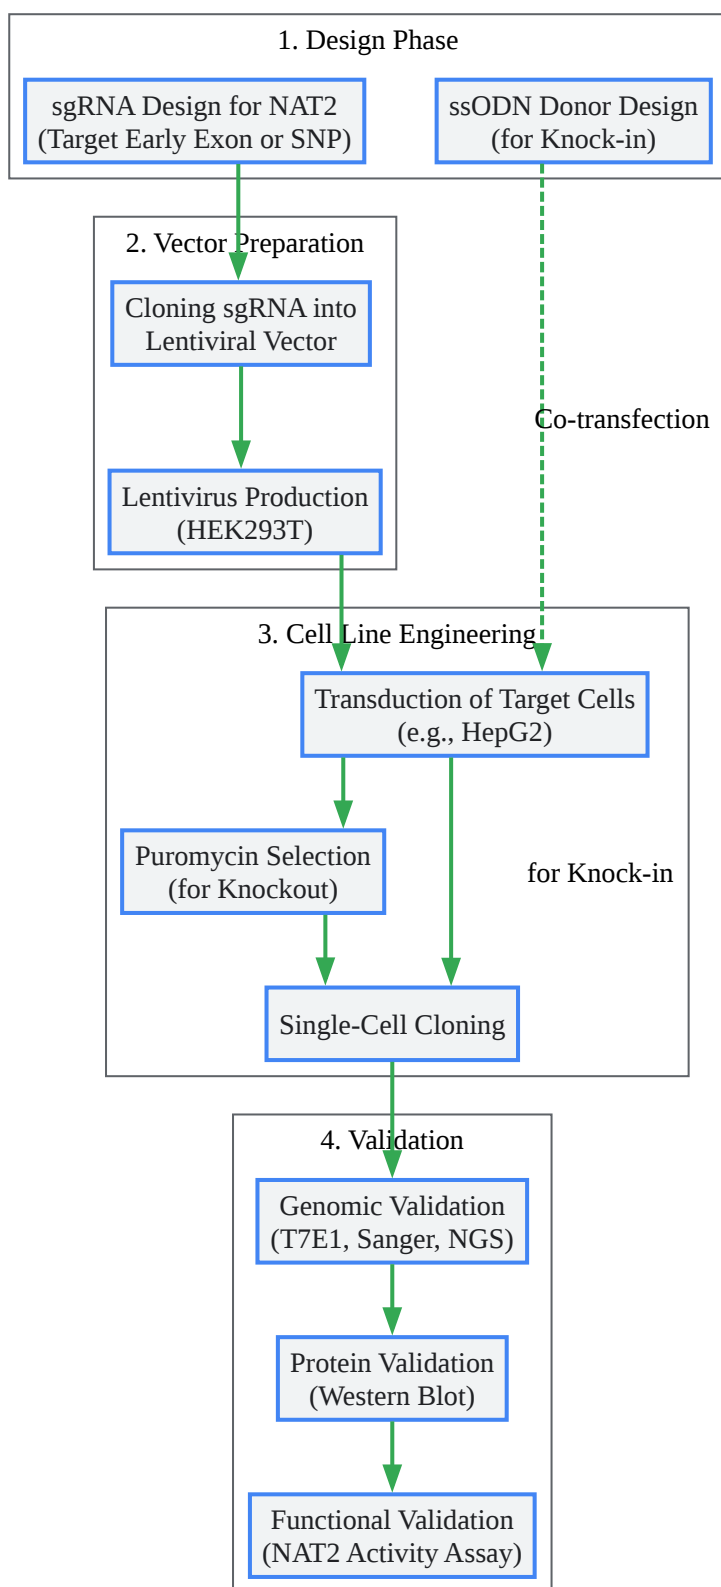 1. Design Phase
sgRNA Design for NAT2
(Target Early Exon or SNP)
ssODN Donor Design
(for Knock-in)
2. Vector Preparation
Cloning sgRNA into
Lentiviral Vector
Co-transfection
Lentivirus Production
(HEK293T)
3. Cell Line Engineering
Transduction of Target Cells
(e.g., HepG2)
Puromycin Selection
(for Knockout)
for Knock-in
Single-Cell Cloning
4. Validation
Genomic Validation
(T7E1, Sanger, NGS)
Protein Validation
(Western Blot)
Functional Validation
(NAT2 Activity Assay)